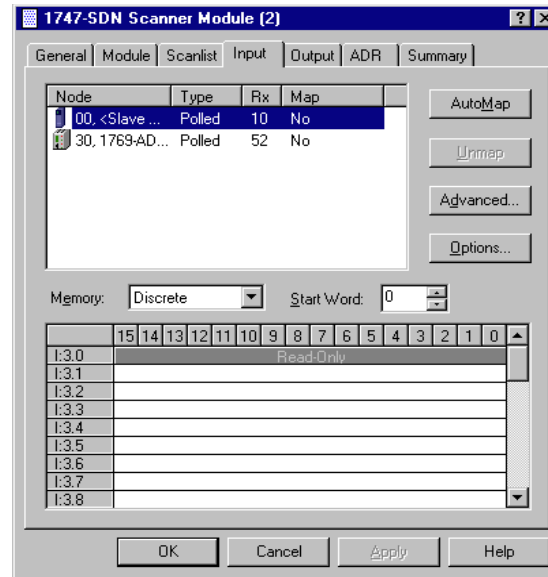 1747-SDN Scanner Module (2)
General Module Scanlist Input Output ADR Summary
Node Type Rx Map
00, <Slave ... Polled 10 No
30, 1769-AD... Polled 52 No
AutoMap
Unmap
Advanced...
Options...
Memory: Discrete Start Word: 0
15 14 13 12 11 10 9 8 7 6 5 4 3 2 1 0
I:3.0 Read-Only
I:3.1
I:3.2
I:3.3
I:3.4
I:3.5
I:3.6
I:3.7
I:3.8
OK Cancel Apply Help